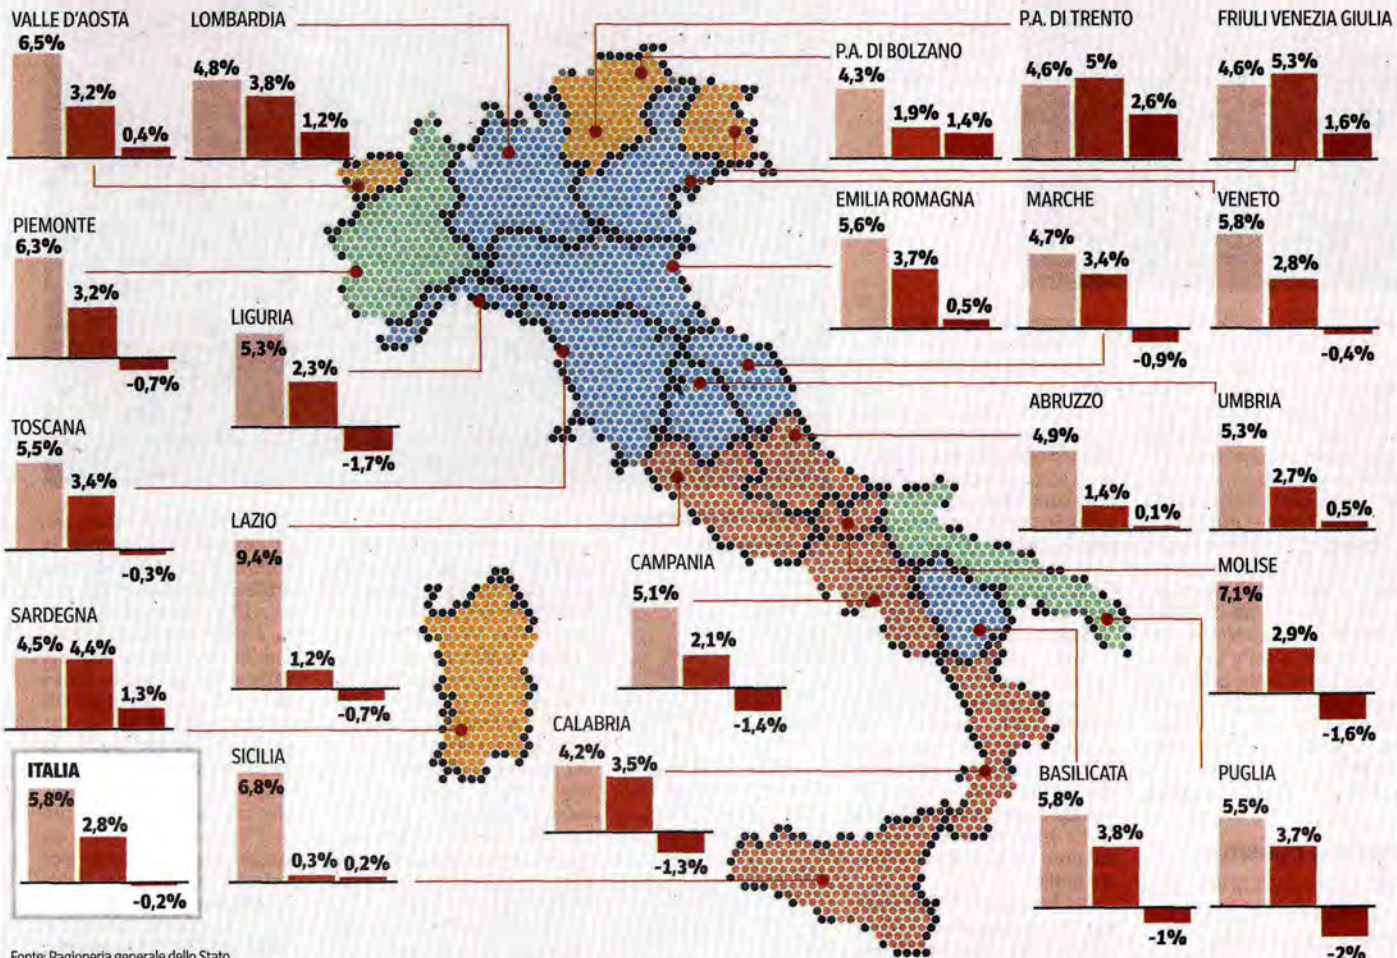 VALLE D'AOSTA
6,5%
3,2%
0,4%
LOMBARDIA
4,8%
3,8%
1,2%
P.A. DI BOLZANO
4,3%
1,9%
1,4%
P.A. DI TRENTO
4,6%
5%
2,6%
FRIULI VENEZIA GIULIA
4,6%
5,3%
1,6%
PIEMONTE
6,3%
3,2%
-0,7%
LIGURIA
5,3%
2,3%
-1,7%
EMILIA ROMAGNA
5,6%
3,7%
0,5%
MARCHE
4,7%
3,4%
-0,9%
VENETO
5,8%
2,8%
-0,4%
TOSCANA
5,5%
3,4%
-0,3%
LAZIO
9,4%
1,2%
-0,7%
ABRUZZO
4,9%
1,4%
0,1%
UMBRIA
5,3%
2,7%
0,5%
SARDEGNA
4,5%
4,4%
1,3%
CAMPANIA
5,1%
2,1%
-1,4%
MOLISE
7,1%
2,9%
-1,6%
ITALIA
5,8%
2,8%
-0,2%
SICILIA
6,8%
0,3%
0,2%
CALABRIA
4,2%
3,5%
-1,3%
BASILICATA
5,8%
3,8%
-1%
PUGLIA
5,5%
3,7%
-2%
Fonte: Ragioneria generale dello Stato